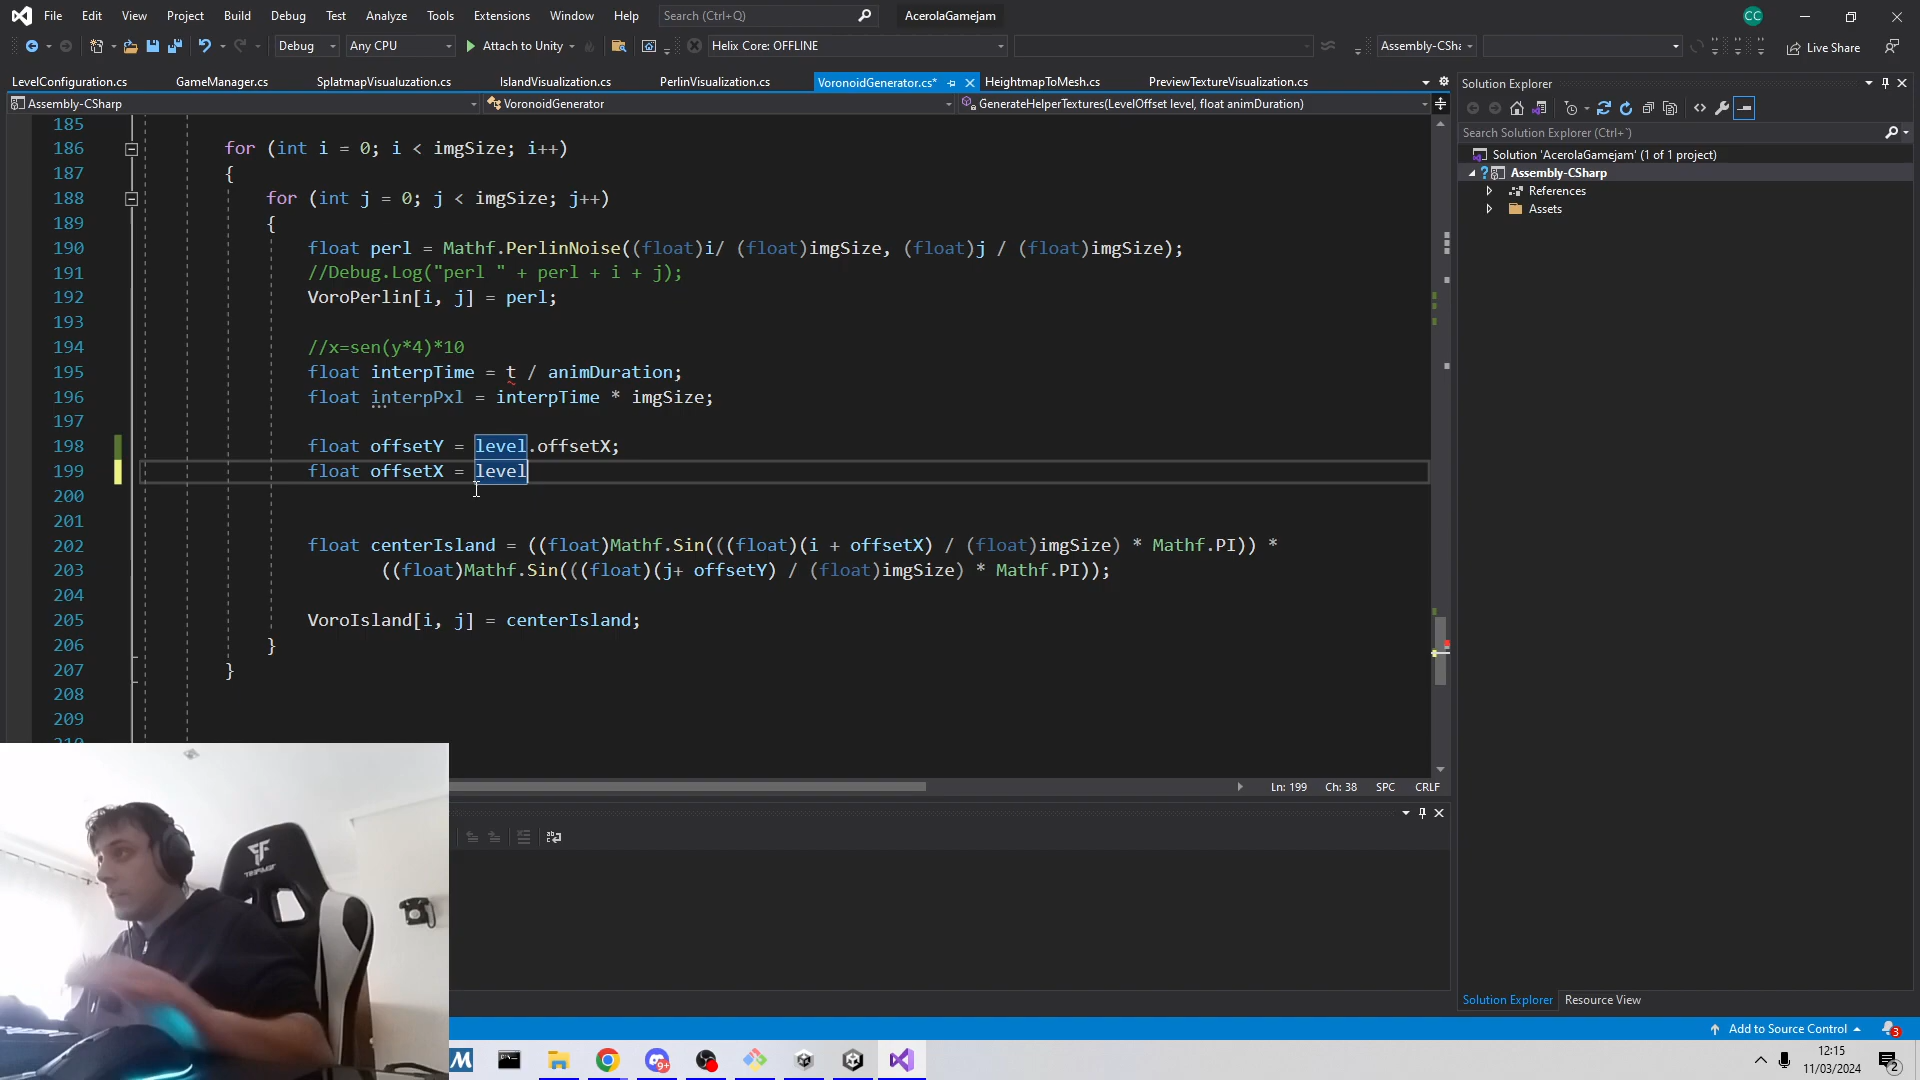 File Edit View Project Build Debug Test Analyze Tools Extensions Window Help Search (Ctrl+Q) AcerolaGamejam CC
Debug Any CPU Attach to Unity Helix Core: OFFLINE Assembly-CSha Live Share
LevelConfiguration.cs GameManager.cs SplatmapVisualuzation.cs IslandVisualization.cs PerlinVisualization.cs VoronoidGenerator.cs* HeightmapToMesh.cs PreviewTextureVisualization.cs
Assembly-CSharp VoronoidGenerator GenerateHelperTextures(LevelOffset level, float animDuration)
185
186 for (int i = 0; i < imgSize; i++)
187 {
188 for (int j = 0; j < imgSize; j++)
189 {
190 float perl = Mathf.PerlinNoise((float)i/ (float)imgSize, (float)j / (float)imgSize);
191 //Debug.Log("perl " + perl + i + j);
192 VoroPerlin[i, j] = perl;
193
194 //x=sen(y*4)*10
195 float interpTime = t / animDuration;
196 float interpPxl = interpTime * imgSize;
197
198 float offsetY = level.offsetX;
199 float offsetX = level
200
201
202 float centerIsland = ((float)Mathf.Sin(((float)(i + offsetX) / (float)imgSize) * Mathf.PI)) *
203 ((float)Mathf.Sin(((float)(j+ offsetY) / (float)imgSize) * Mathf.PI));
204
205 VoroIsland[i, j] = centerIsland;
206 }
207 }
208
209
210
Ln: 199 Ch: 38 SPC CRLF
Solution Explorer
Search Solution Explorer (Ctrl+¨)
Solution 'AcerolaGamejam' (1 of 1 project)
Assembly-CSharp
References
Assets
Solution Explorer Resource View
Add to Source Control 3
9+
12:15
11/03/2024
2